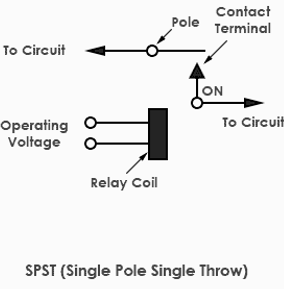 Contact
Terminal
Pole
To Circuit
ON
To Circuit
Operating
Voltage
Relay Coil
SPST (Single Pole Single Throw)